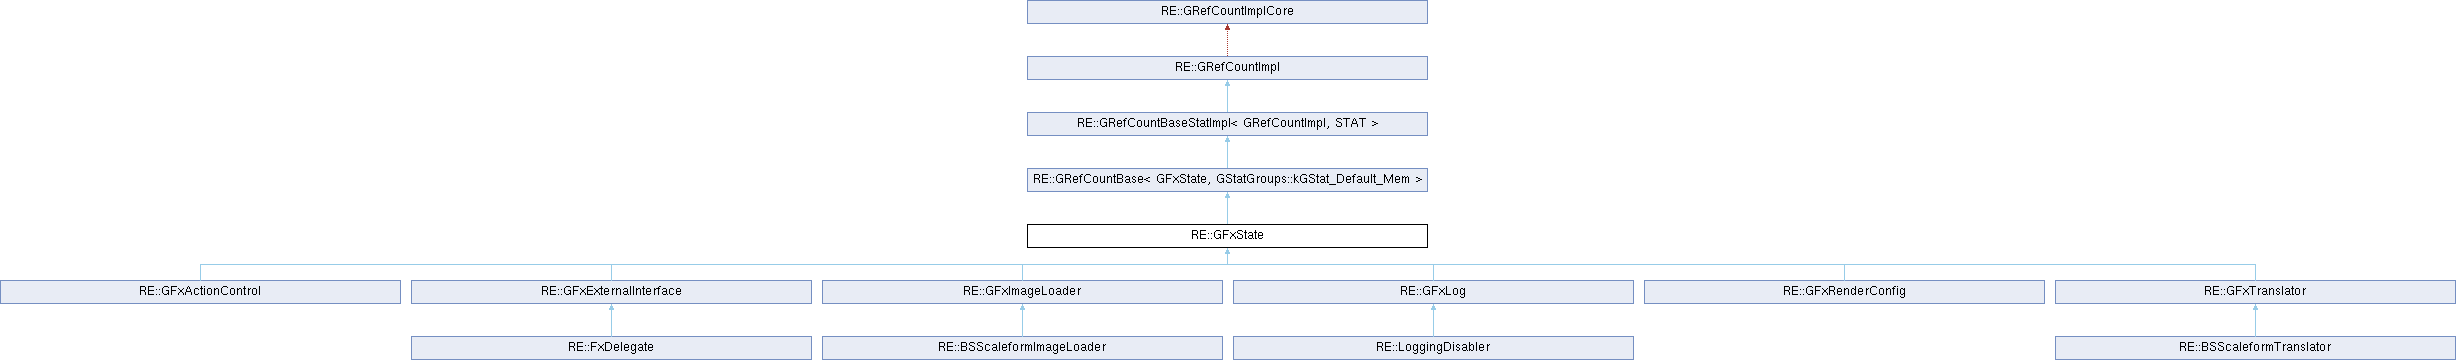 RE::GRefCountImplCore
RE::GRefCountImpl
RE::GRefCountBaseStatImpl< GRefCountImpl, STAT >
RE::GRefCountBase< GFxState, GStatGroups::kGStat_Default_Mem >
RE::GFxState
RE::GFxActionControl
RE::GFxExternalInterface
RE::GFxImageLoader
RE::GFxLog
RE::GFxRenderConfig
RE::GFxTranslator
RE::FxDelegate
RE::BSScaleformImageLoader
RE::LoggingDisabler
RE::BSScaleformTranslator